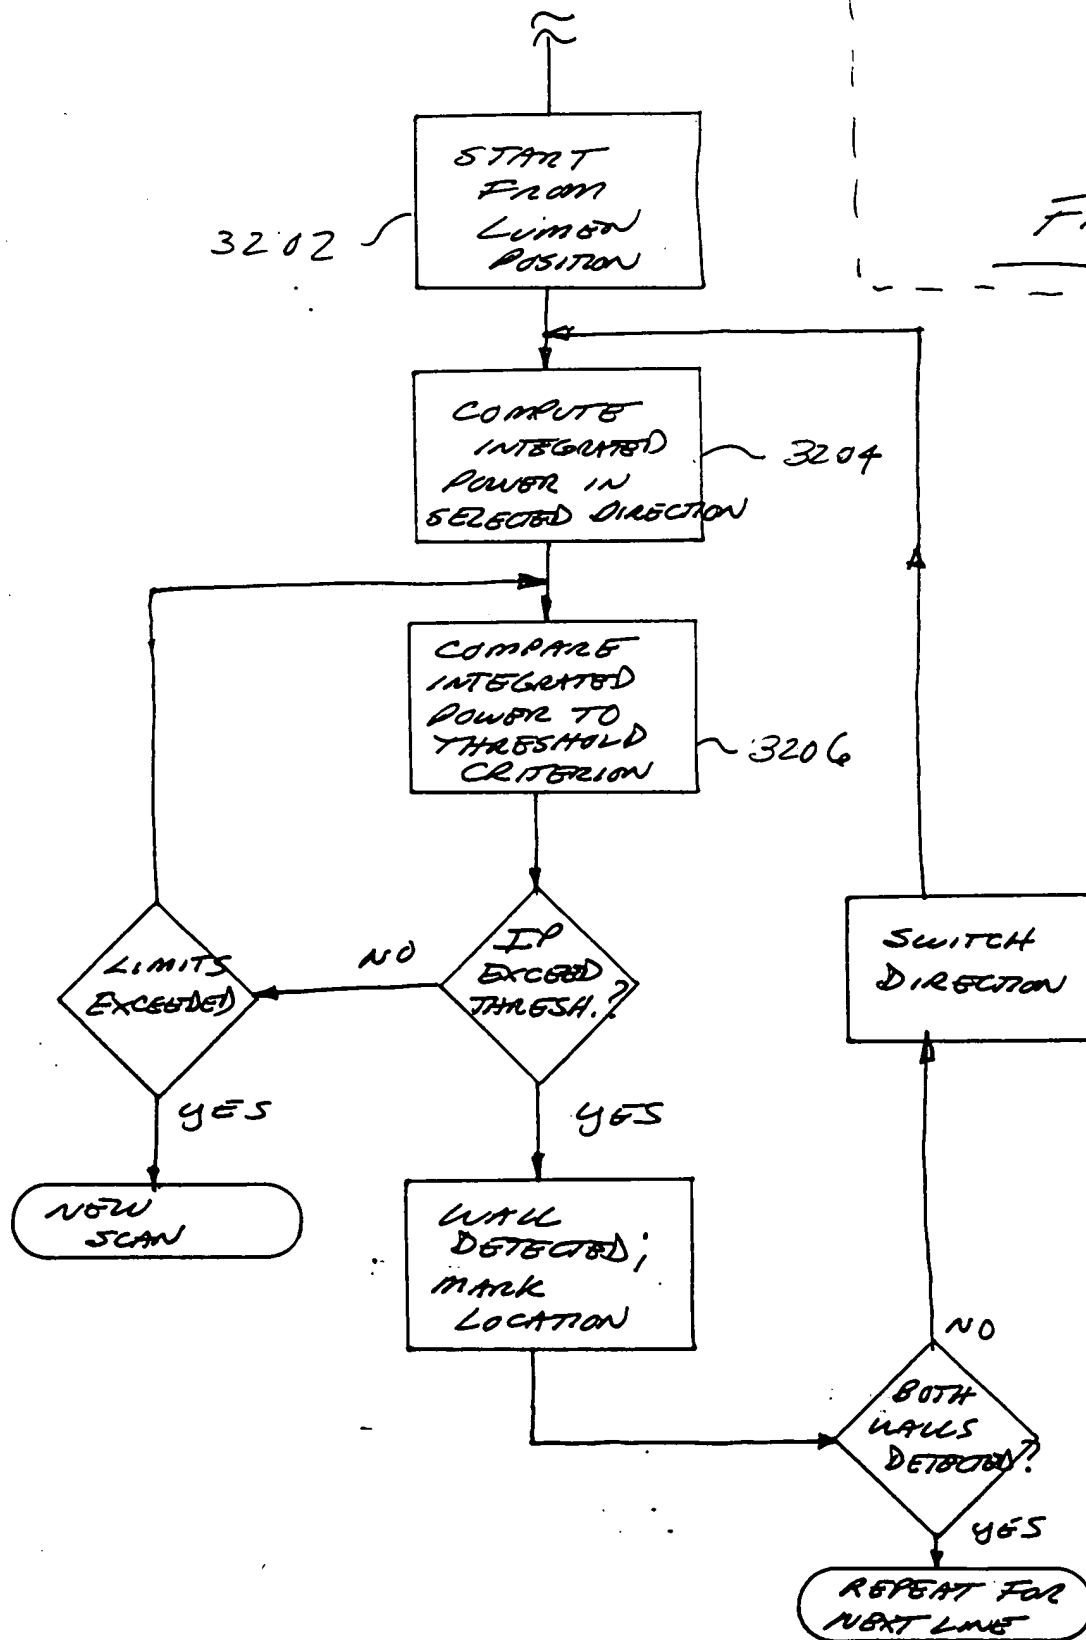 START
FROM
LUMEN
POSITION
3202
COMPUTE
INTEGRATED
POWER IN
SELECTED DIRECTION
3204
COMPARE
INTEGRATED
POWER TO
THRESHOLD
CRITERION
3206
LIMITS
EXCEEDED
NO
IP
EXCEED
THRESH.?
SWITCH
DIRECTION
YES
YES
NEW
SCAN
WALL
DETECTED;
MARK
LOCATION
NO
BOTH
WALLS
DETECTED?
YES
REPEAT FOR
NEXT LINE